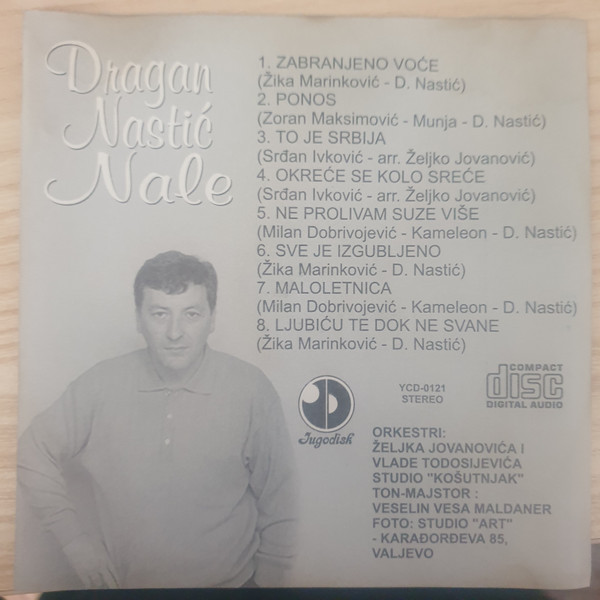 Dragan
Nastić
Nale
1. ZABRANJENO VOĆE
(Žika Marinković - D. Nastić)
2. PONOS
(Zoran Maksimović - Munja - D. Nastić)
3. TO JE SRBIJA
(Srđan Ivković - arr. Željko Jovanović)
4. OKREĆE SE KOLO SREĆE
(Srđan Ivković - arr. Željko Jovanović)
5. NE PROLIVAM SUZE VIŠE
(Milan Dobrivojević - Kameleon - D. Nastić)
6. SVE JE IZGUBLJENO
(Žika Marinković - D. Nastić)
7. MALOLETNICA
(Milan Dobrivojević - Kameleon - D. Nastić)
8. LJUBIĆU TE DOK NE SVANE
(Žika Marinković - D. Nastić)
Jugodisk
YCD-0121
STEREO
COMPACT
disc
DIGITAL AUDIO
ORKESTRI:
ŽELJKA JOVANOVIĆA I
VLADE TODOSIJEVIĆA
STUDIO "KOŠUTNJAK"
TON-MAJSTOR :
VESELIN VESA MALDANER
FOTO: STUDIO "ART"
- KARAĐORĐEVA 85,
VALJEVO